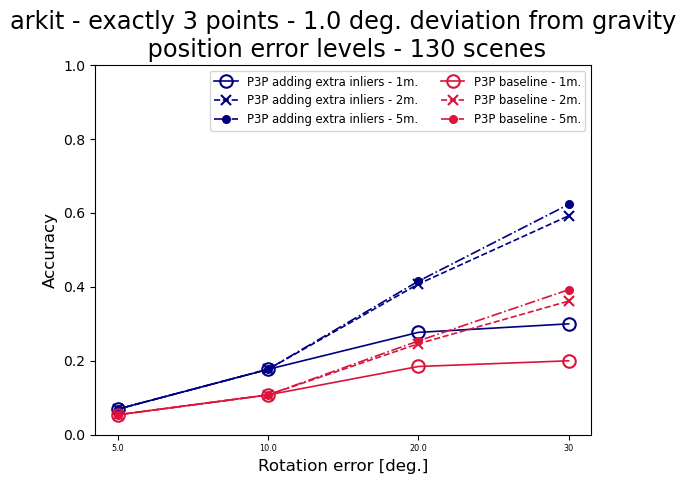 arkit - exactly 3 points - 1.0 deg. deviation from gravity
position error levels - 130 scenes
P3P adding extra inliers - 1m.
P3P adding extra inliers - 2m.
P3P adding extra inliers - 5m.
P3P baseline - 1m.
P3P baseline - 2m.
P3P baseline - 5m.
Accuracy
1.0
0.8
0.6
0.4
0.2
0.0
5.0
10.0
20.0
30
Rotation error [deg.]